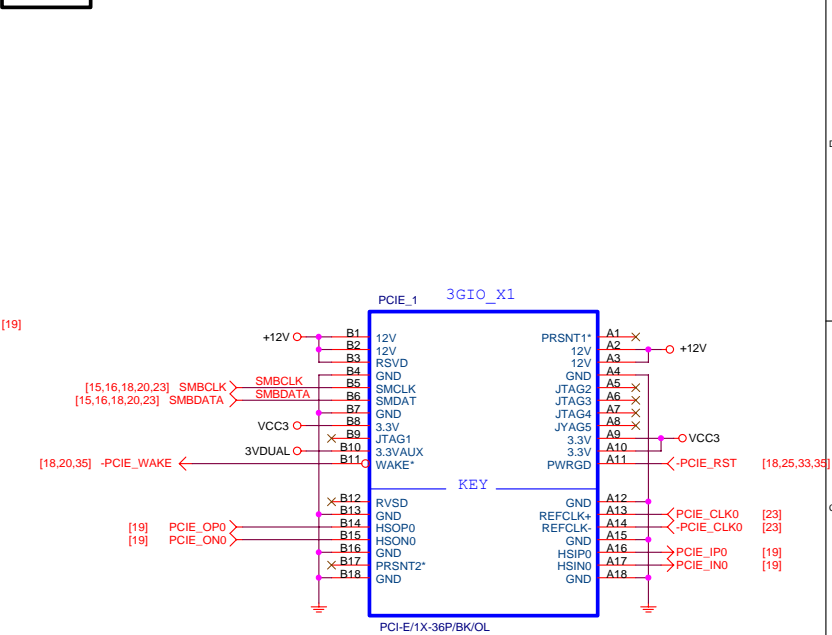 D
3GIO_X1
PCIE_1
[19]
+12V B1 12V PRSNT1* A1
B2 12V 12V A2 +12V
B3 RSVD 12V A3
B4 GND GND A4
[15,16,18,20,23] SMBCLK SMBCLK B5 SMCLK JTAG2 A5
[15,16,18,20,23] SMBDATA SMBDATA B6 SMDAT JTAG3 A6
B7 GND JTAG4 A7
VCC3 B8 3.3V JYAG5 A8
B9 JTAG1 3.3V A9 VCC3
3VDUAL B10 3.3VAUX 3.3V A10
[18,20,35] -PCIE_WAKE B11 WAKE* PWRGD A11 -PCIE_RST [18,25,33,35]
KEY
B12 RVSD GND A12
B13 GND REFCLK+ A13 PCIE_CLK0 [23]
[19] PCIE_OP0 B14 HSOP0 REFCLK- A14 -PCIE_CLK0 [23]
[19] PCIE_ON0 B15 HSON0 GND A15
B16 GND HSIP0 A16 PCIE_IP0 [19]
B17 PRSNT2* HSIN0 A17 PCIE_IN0 [19]
B18 GND GND A18
PCI-E/1X-36P/BK/OL